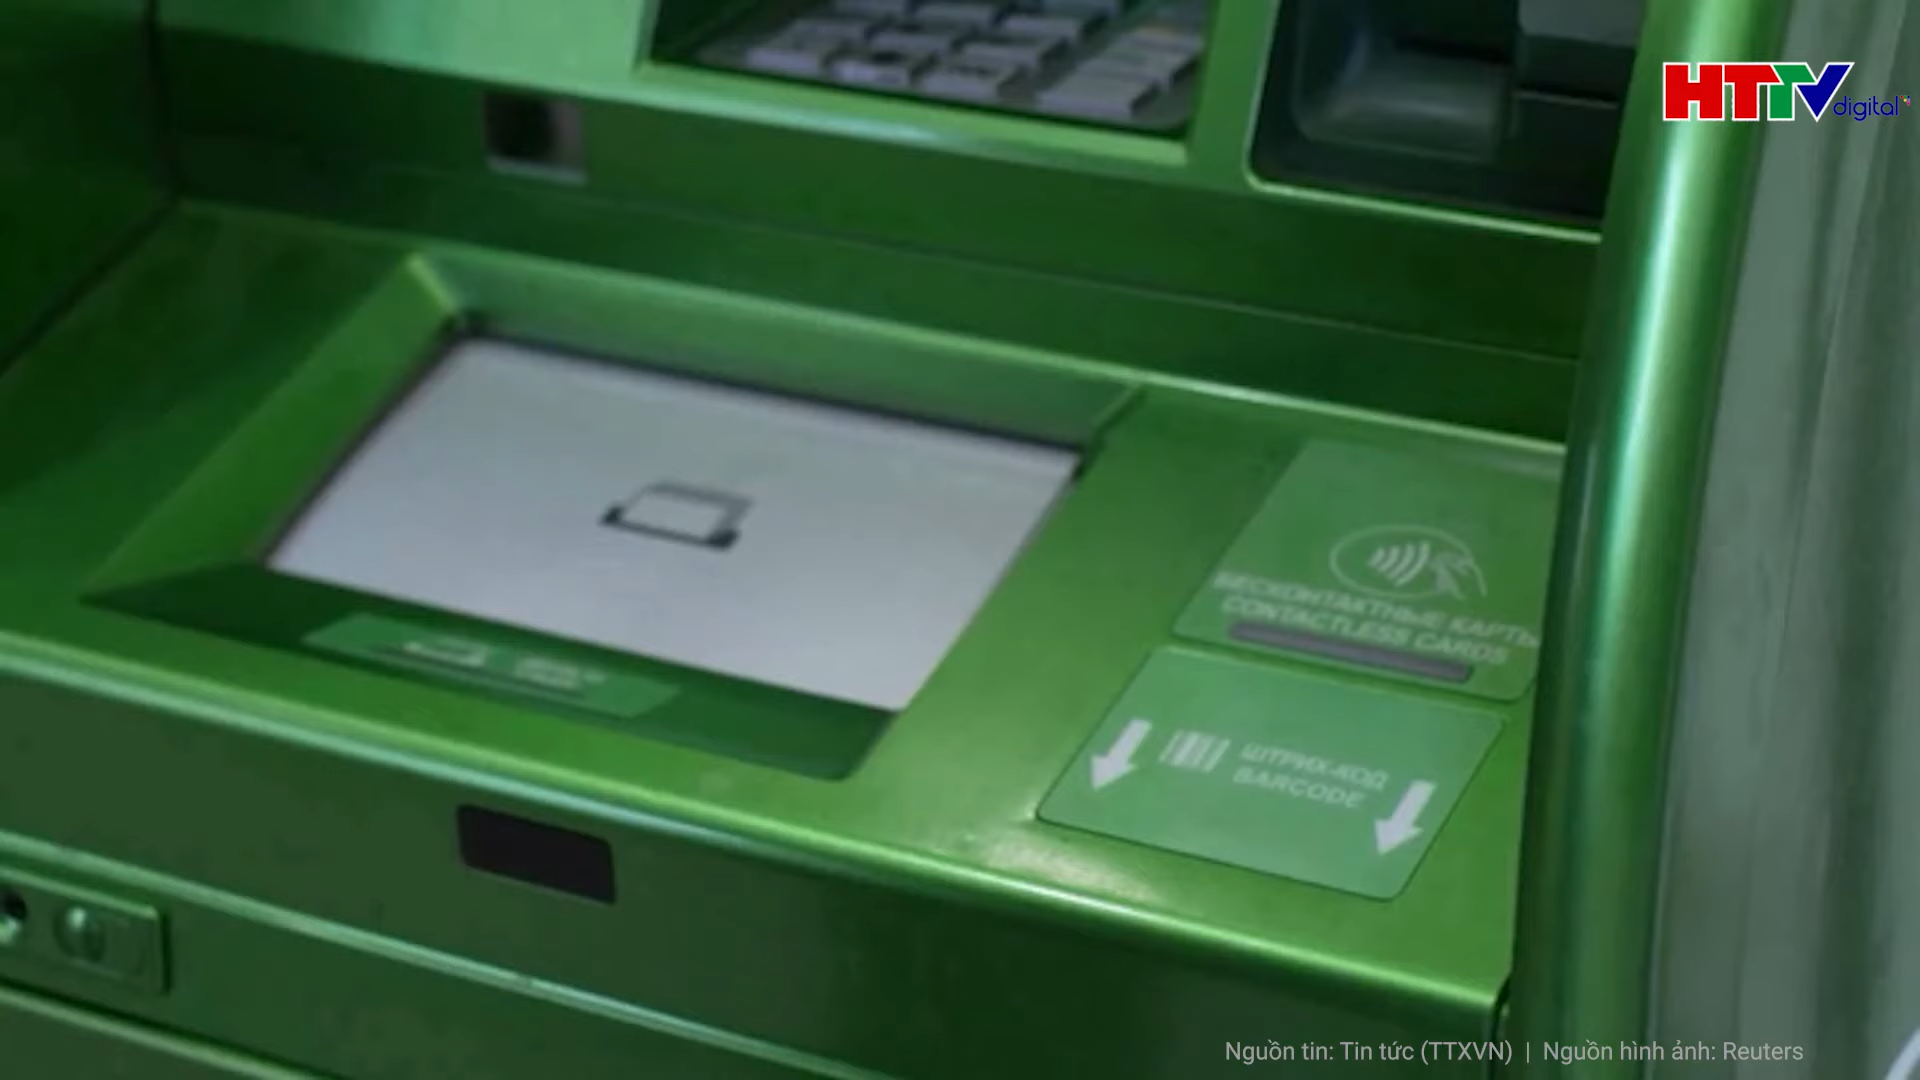 HTTV
digital
БЕСКОНТАКТНЫЕ КАРТЫ
CONTACTLESS CARDS
ШТРИХ-КОД
BARCODE
Nguồn tin: Tin tức (TTXVN) | Nguồn hình ảnh: Reuters